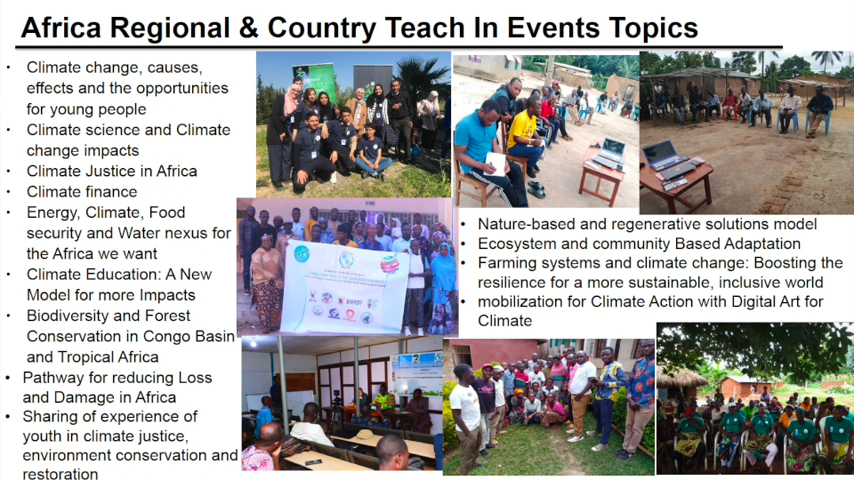 Africa Regional & Country Teach In Events Topics
• Climate change, causes,
effects and the opportunities
for young people
• Climate science and Climate
change impacts
• Climate Justice in Africa
• Climate finance
• Energy, Climate, Food
security and Water nexus for
the Africa we want
• Climate Education: A New
Model for more Impacts
• Biodiversity and Forest
Conservation in Congo Basin
and Tropical Africa
• Pathway for reducing Loss
and Damage in Africa
• Sharing of experience of
youth in climate justice,
environment conservation and
restoration
• Nature-based and regenerative solutions model
• Ecosystem and community Based Adaptation
• Farming systems and climate change: Boosting the
resilience for a more sustainable, inclusive world
• mobilization for Climate Action with Digital Art for
Climate